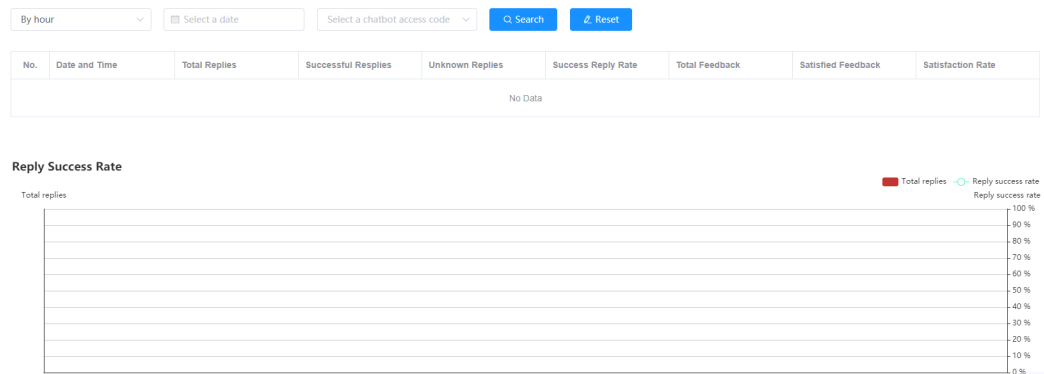 By hour Select a date Select a chatbot access code Search Reset
No. Date and Time Total Replies Successful Resplies Unknown Replies Success Reply Rate Total Feedback Satisfied Feedback Satisfaction Rate
No Data
Reply Success Rate
Total replies Reply success rate
Total replies Reply success rate
100 %
90 %
80 %
70 %
60 %
50 %
40 %
30 %
20 %
10 %
0 %